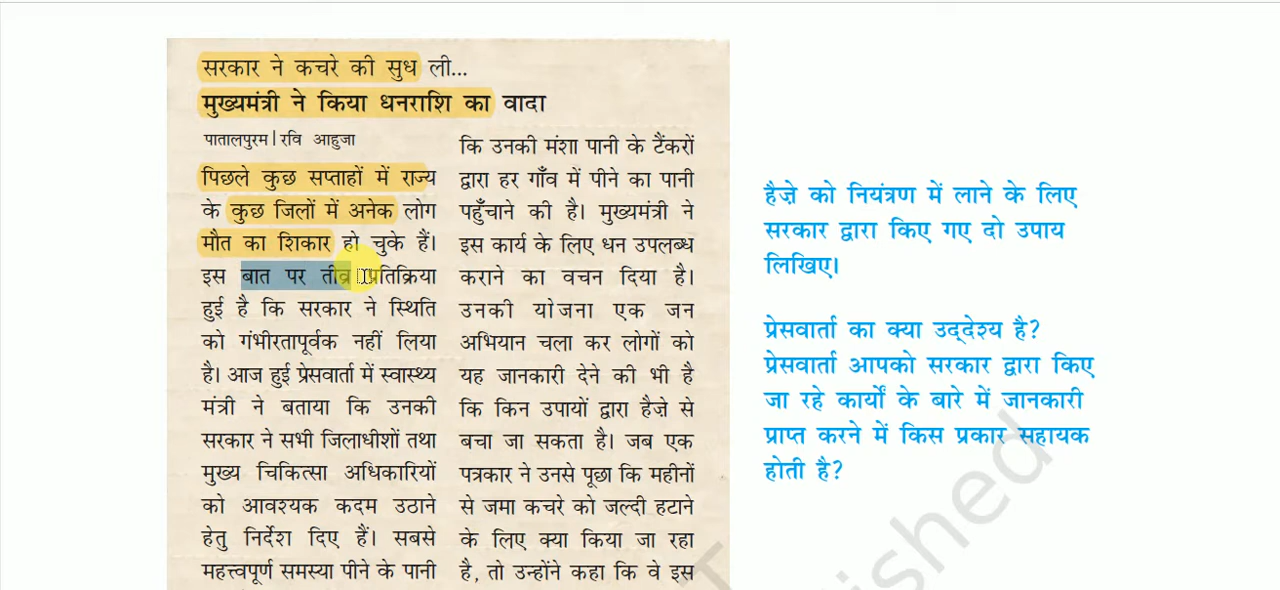 सरकार ने कचरे की सुध ली...
मुख्यमंत्री ने किया धनराशि का वादा
पातालपुरम | रवि आहुजा
पिछले कुछ सप्ताहों में राज्य
के कुछ जिलों में अनेक लोग
मौत का शिकार हो चुके हैं।
इस बात पर तीव्र प्रतिक्रिया
हुई है कि सरकार ने स्थिति
को गंभीरतापूर्वक नहीं लिया
है। आज हुई प्रेसवार्ता में स्वास्थ्य
मंत्री ने बताया कि उनकी
सरकार ने सभी जिलाधीशों तथा
मुख्य चिकित्सा अधिकारियों
को आवश्यक कदम उठाने
हेतु निर्देश दिए हैं। सबसे
महत्त्वपूर्ण समस्या पीने के पानी
कि उनकी मंशा पानी के टैंकरों
द्वारा हर गाँव में पीने का पानी
पहुँचाने की है। मुख्यमंत्री ने
इस कार्य के लिए धन उपलब्ध
कराने का वचन दिया है।
उनकी योजना एक जन
अभियान चला कर लोगों को
यह जानकारी देने की भी है
कि किन उपायों द्वारा हैज़े से
बचा जा सकता है। जब एक
पत्रकार ने उनसे पूछा कि महीनों
से जमा कचरे को जल्दी हटाने
के लिए क्या किया जा रहा
है, तो उन्होंने कहा कि वे इस
हैज़े को नियंत्रण में लाने के लिए
सरकार द्वारा किए गए दो उपाय
लिखिए।
प्रेसवार्ता का क्या उद्देश्य है?
प्रेसवार्ता आपको सरकार द्वारा किए
जा रहे कार्यों के बारे में जानकारी
प्राप्त करने में किस प्रकार सहायक
होती है?